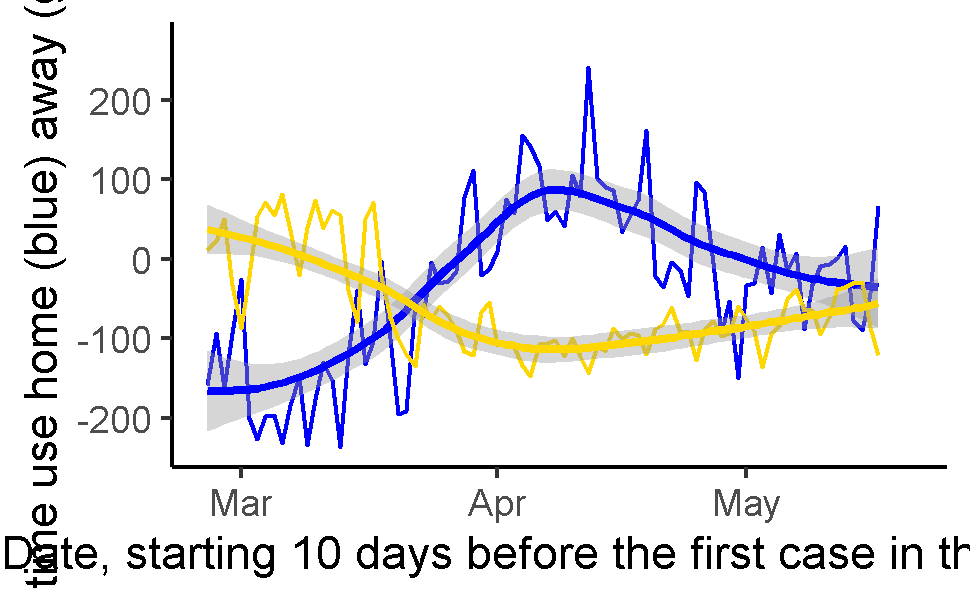 time use home (blue) away (
200
100
0
-100
-200
Mar Apr May
Date, starting 10 days before the first case in th